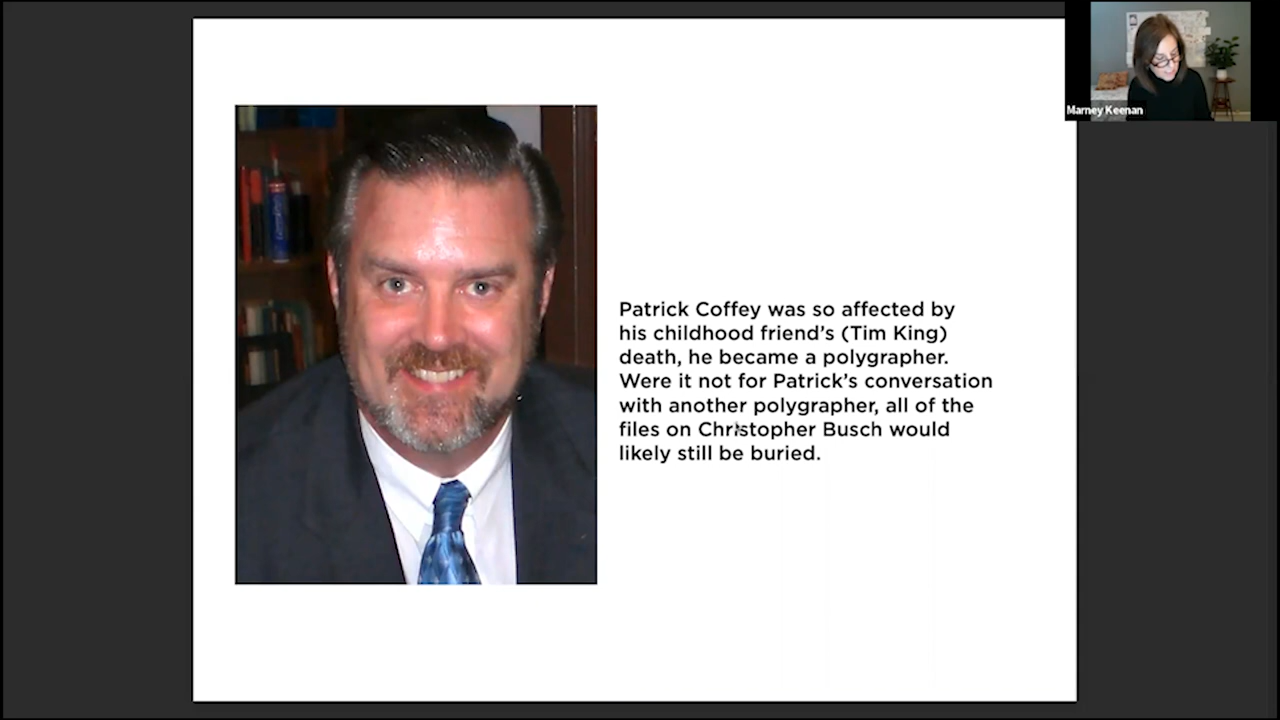 Marney Keenan
Patrick Coffey was so affected by
his childhood friend's (Tim King)
death, he became a polygrapher.
Were it not for Patrick's conversation
with another polygrapher, all of the
files on Christopher Busch would
likely still be buried.